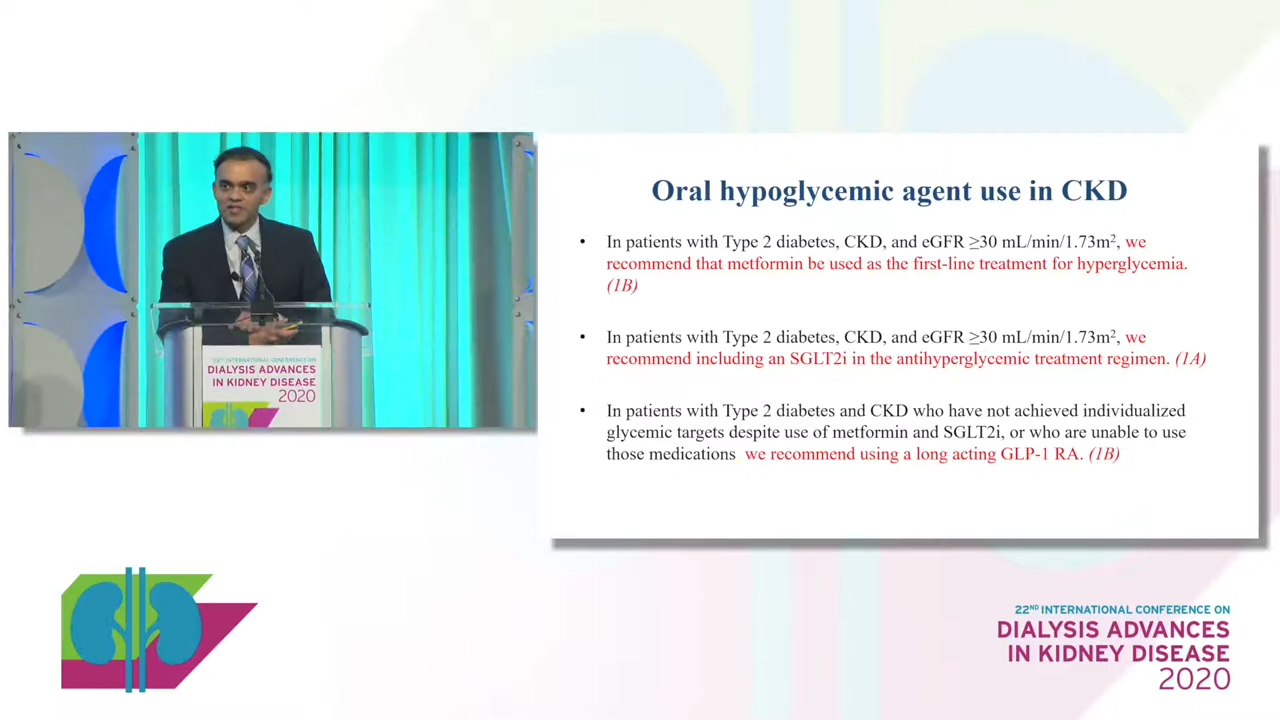 22ND INTERNATIONAL CONFERENCE ON
DIALYSIS ADVANCES
IN KIDNEY DISEASE
2020
Oral hypoglycemic agent use in CKD
• In patients with Type 2 diabetes, CKD, and eGFR ≥30 mL/min/1.73m², we
recommend that metformin be used as the first-line treatment for hyperglycemia.
(1B)
• In patients with Type 2 diabetes, CKD, and eGFR ≥30 mL/min/1.73m², we
recommend including an SGLT2i in the antihyperglycemic treatment regimen. (1A)
• In patients with Type 2 diabetes and CKD who have not achieved individualized
glycemic targets despite use of metformin and SGLT2i, or who are unable to use
those medications we recommend using a long acting GLP-1 RA. (1B)
22ND INTERNATIONAL CONFERENCE ON
DIALYSIS ADVANCES
IN KIDNEY DISEASE
2020